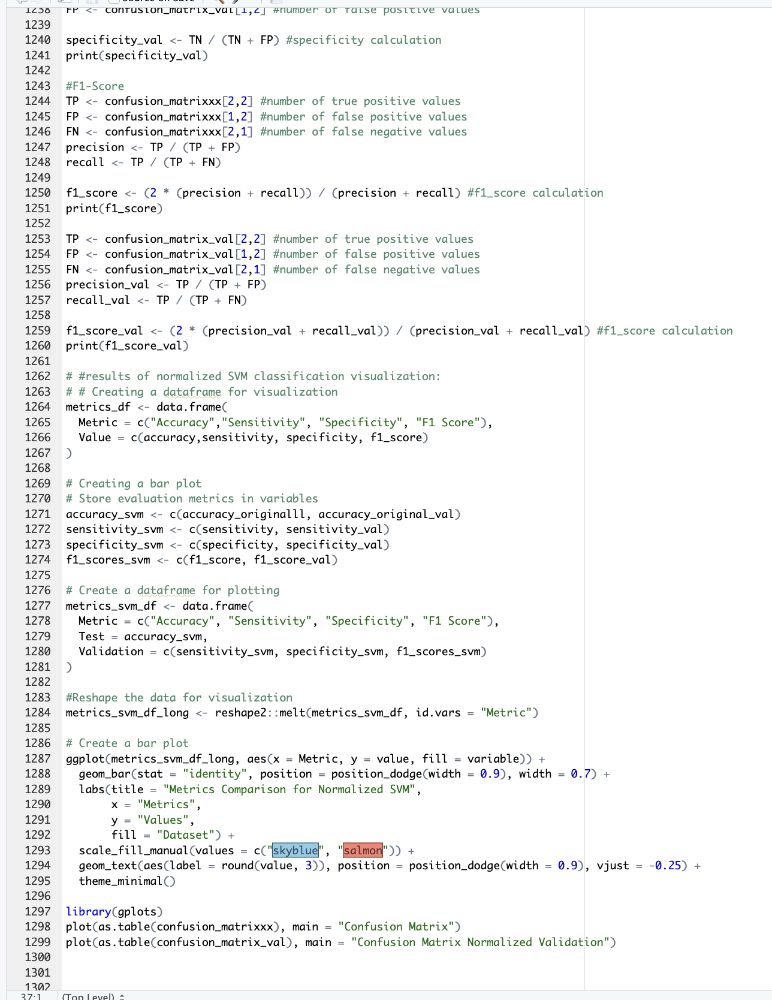 Source on Save
1238 FP <- confusion_matrix_val[1,2] #number of false positive values
1239
1240 specificity_val <- TN / (TN + FP) #specificity calculation
1241 print(specificity_val)
1242
1243 #F1-Score
1244 TP <- confusion_matrixxx[2,2] #number of true positive values
1245 FP <- confusion_matrixxx[1,2] #number of false positive values
1246 FN <- confusion_matrixxx[2,1] #number of false negative values
1247 precision <- TP / (TP + FP)
1248 recall <- TP / (TP + FN)
1249
1250 f1_score <- (2 * (precision + recall)) / (precision + recall) #f1_score calculation
1251 print(f1_score)
1252
1253 TP <- confusion_matrix_val[2,2] #number of true positive values
1254 FP <- confusion_matrix_val[1,2] #number of false positive values
1255 FN <- confusion_matrix_val[2,1] #number of false negative values
1256 precision_val <- TP / (TP + FP)
1257 recall_val <- TP / (TP + FN)
1258
1259 f1_score_val <- (2 * (precision_val + recall_val)) / (precision_val + recall_val) #f1_score calculation
1260 print(f1_score_val)
1261
1262 # #results of normalized SVM classification visualization:
1263 # # Creating a dataframe for visualization
1264 metrics_df <- data.frame(
1265   Metric = c("Accuracy","Sensitivity", "Specificity", "F1 Score"),
1266   Value = c(accuracy,sensitivity, specificity, f1_score)
1267 )
1268
1269 # Creating a bar plot
1270 # Store evaluation metrics in variables
1271 accuracy_svm <- c(accuracy_originalll, accuracy_original_val)
1272 sensitivity_svm <- c(sensitivity, sensitivity_val)
1273 specificity_svm <- c(specificity, specificity_val)
1274 f1_scores_svm <- c(f1_score, f1_score_val)
1275
1276 # Create a dataframe for plotting
1277 metrics_svm_df <- data.frame(
1278   Metric = c("Accuracy", "Sensitivity", "Specificity", "F1 Score"),
1279   Test = accuracy_svm,
1280   Validation = c(sensitivity_svm, specificity_svm, f1_scores_svm)
1281 )
1282
1283 #Reshape the data for visualization
1284 metrics_svm_df_long <- reshape2::melt(metrics_svm_df, id.vars = "Metric")
1285
1286 # Create a bar plot
1287 ggplot(metrics_svm_df_long, aes(x = Metric, y = value, fill = variable)) +
1288   geom_bar(stat = "identity", position = position_dodge(width = 0.9), width = 0.7) +
1289   labs(title = "Metrics Comparison for Normalized SVM",
1290        x = "Metrics",
1291        y = "Values",
1292        fill = "Dataset") +
1293   scale_fill_manual(values = c("skyblue", "salmon")) +
1294   geom_text(aes(label = round(value, 3)), position = position_dodge(width = 0.9), vjust = -0.25) +
1295   theme_minimal()
1296
1297 library(gplots)
1298 plot(as.table(confusion_matrixxx), main = "Confusion Matrix")
1299 plot(as.table(confusion_matrix_val), main = "Confusion Matrix Normalized Validation")
1300
1301
1302
37:1 (Top Level)